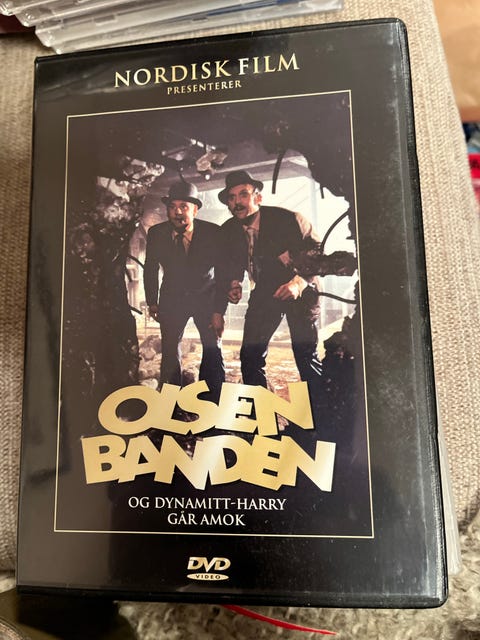 NORDISK FILM
PRESENTERER
OLSEN
BANDEN
OG DYNAMITT-HARRY
GÅR AMOK
DVD
VIDEO